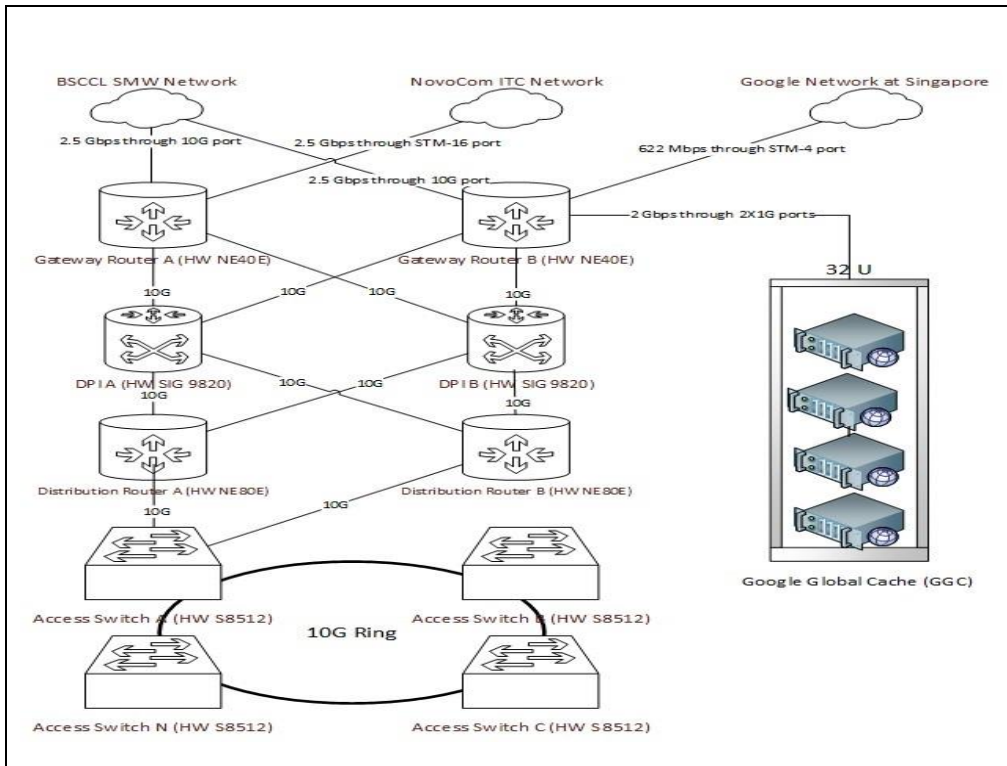 BSCCL SMW Network
NovoCom ITC Network
Google Network at Singapore
2.5 Gbps through 10G port
2.5 Gbps through STM-16 port
622 Mbps through STM-4 port
2.5 Gbps through 10G port
2 Gbps through 2X1G ports
Gateway Router A (HW NE40E)
Gateway Router B (HW NE40E)
32 U
10G
10G
10G
10G
DPI A (HW SIG 9820)
DPI B (HW SIG 9820)
10G
10G
10G
10G
Distribution Router A (HW NE80E)
Distribution Router B (HW NE80E)
10G
10G
Google Global Cache (GGC)
Access Switch A (HW S8512)
Access Switch B (HW S8512)
10G Ring
Access Switch N (HW S8512)
Access Switch C (HW S8512)